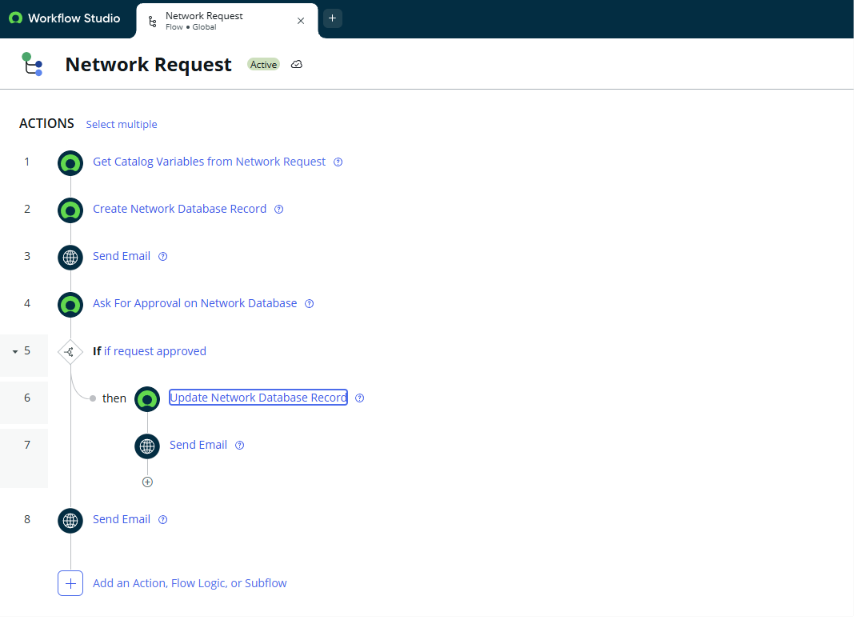 Workflow Studio
Network Request
Flow • Global
Network Request
Active
ACTIONS Select multiple
1 Get Catalog Variables from Network Request
2 Create Network Database Record
3 Send Email
4 Ask For Approval on Network Database
5 If if request approved
6 then Update Network Database Record
7 Send Email
8 Send Email
Add an Action, Flow Logic, or Subflow